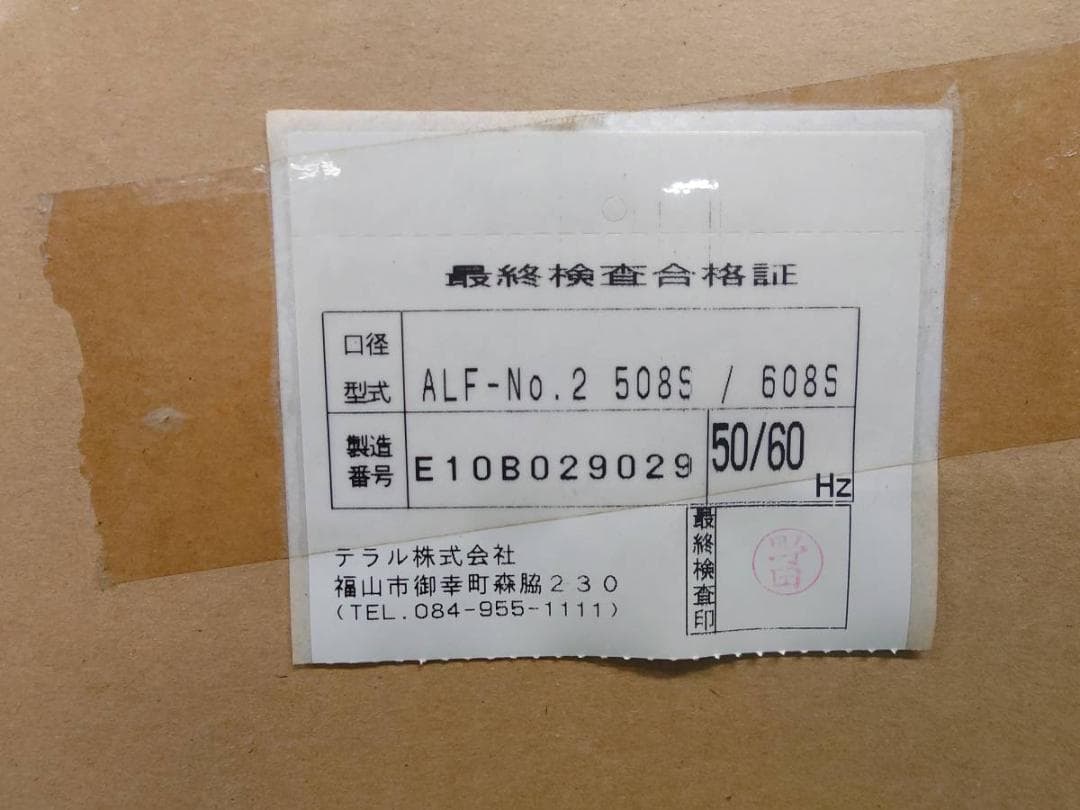 最終検査合格証
口径
型式
ALF-No.2 508S / 608S
製造
番号
E10B029029
50/60
Hz
テラル株式会社
福山市御幸町森脇230
(TEL.084-955-1111)
最終検査印